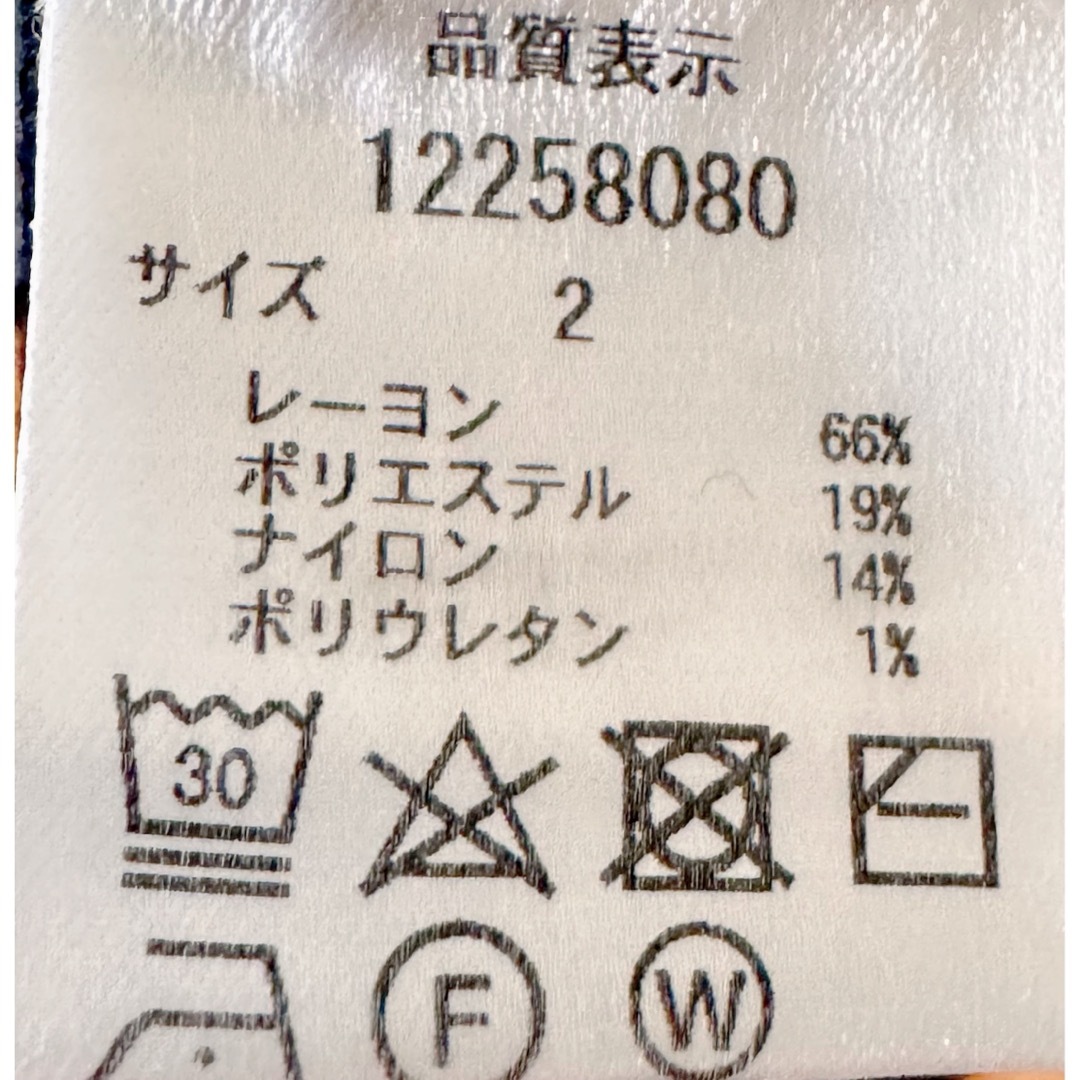 品質表示
12258080
サイズ 2
レーヨン 66%
ポリエステル 19%
ナイロン 14%
ポリウレタン 1%
30
F W